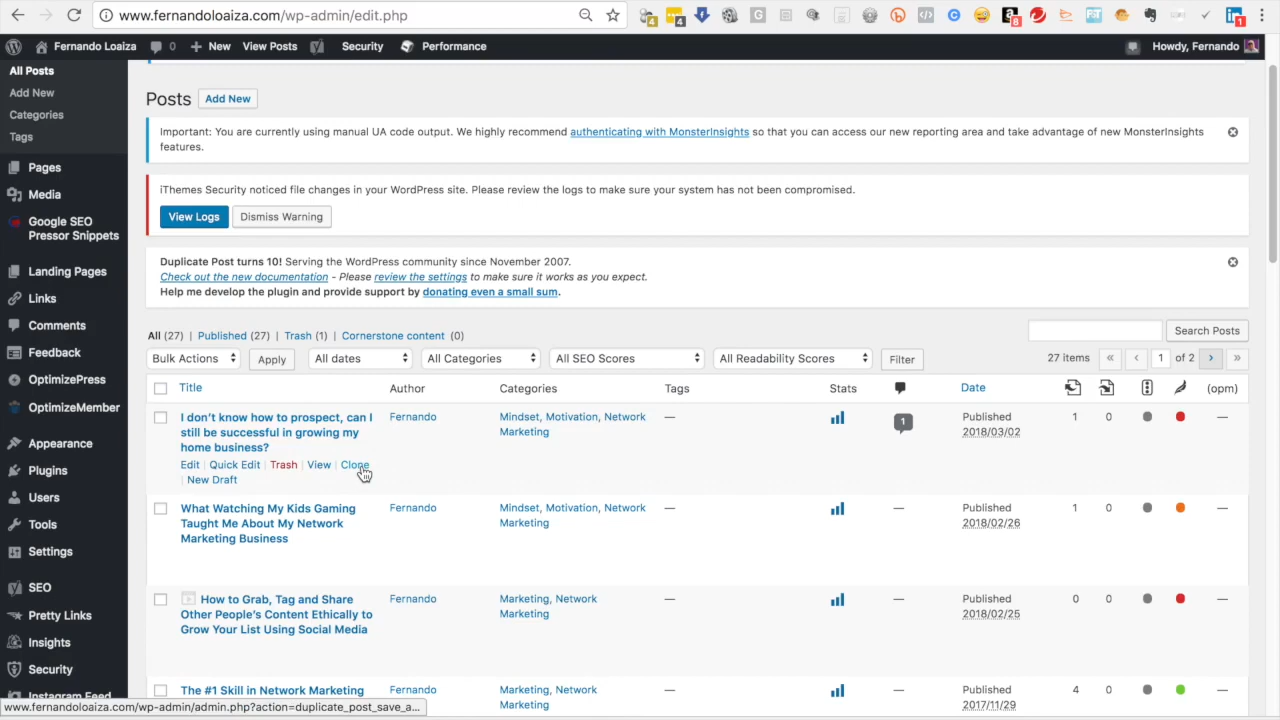 www.fernandoloaiza.com/wp-admin/edit.php
Fernando Loaiza 0 New View Posts Security Performance Howdy, Fernando
All Posts
Add New
Categories
Tags
Pages
Media
Google SEO
Pressor Snippets
Landing Pages
Links
Comments
Feedback
OptimizePress
OptimizeMember
Appearance
Plugins
Users
Tools
Settings
SEO
Pretty Links
Insights
Security
Instagram Feed
Posts Add New
Important: You are currently using manual UA code output. We highly recommend authenticating with MonsterInsights so that you can access our new reporting area and take advantage of new MonsterInsights
features.
iThemes Security noticed file changes in your WordPress site. Please review the logs to make sure your system has not been compromised.
View Logs Dismiss Warning
Duplicate Post turns 10! Serving the WordPress community since November 2007.
Check out the new documentation - Please review the settings to make sure it works as you expect.
Help me develop the plugin and provide support by donating even a small sum.
All (27) | Published (27) | Trash (1) | Cornerstone content (0)
Search Posts
Bulk Actions Apply All dates All Categories All SEO Scores All Readability Scores Filter 27 items « ‹ 1 of 2 › »
Title Author Categories Tags Stats Date (opm)
I don't know how to prospect, can I Fernando Mindset, Motivation, Network — 1 Published 1 0 —
still be successful in growing my Marketing 2018/03/02
home business?
Edit | Quick Edit | Trash | View | Clone
| New Draft
What Watching My Kids Gaming Fernando Mindset, Motivation, Network — — Published 1 0 —
Taught Me About My Network Marketing 2018/02/26
Marketing Business
How to Grab, Tag and Share Fernando Marketing, Network — — Published 0 0 —
Other People's Content Ethically to Marketing 2018/02/25
Grow Your List Using Social Media
The #1 Skill in Network Marketing Fernando Marketing, Network — — Published 4 0 —
Marketing 2017/11/29
www.fernandoloaiza.com/wp-admin/admin.php?action=duplicate_post_save_a...